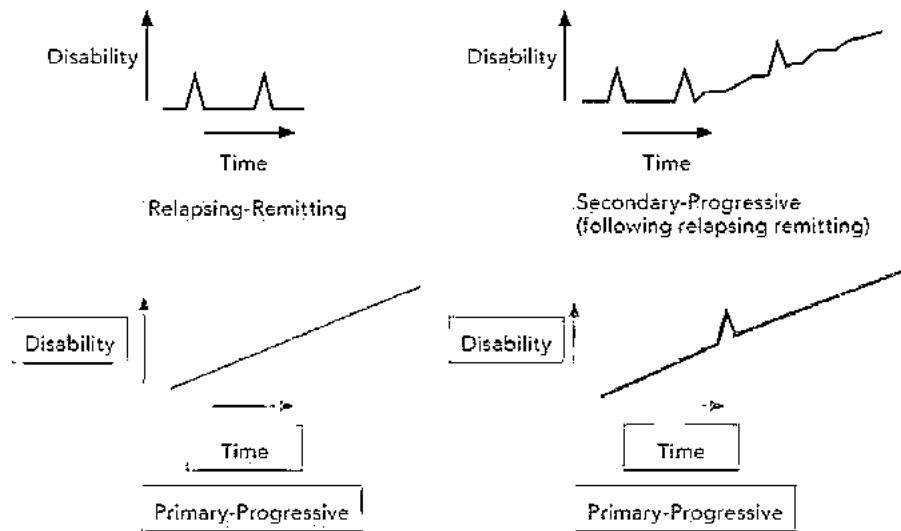 Disability
Time
Relapsing-Remitting
Disability
Time
Secondary-Progressive
(following relapsing remitting)
Disability
Time
Primary-Progressive
Disability
Time
Primary-Progressive